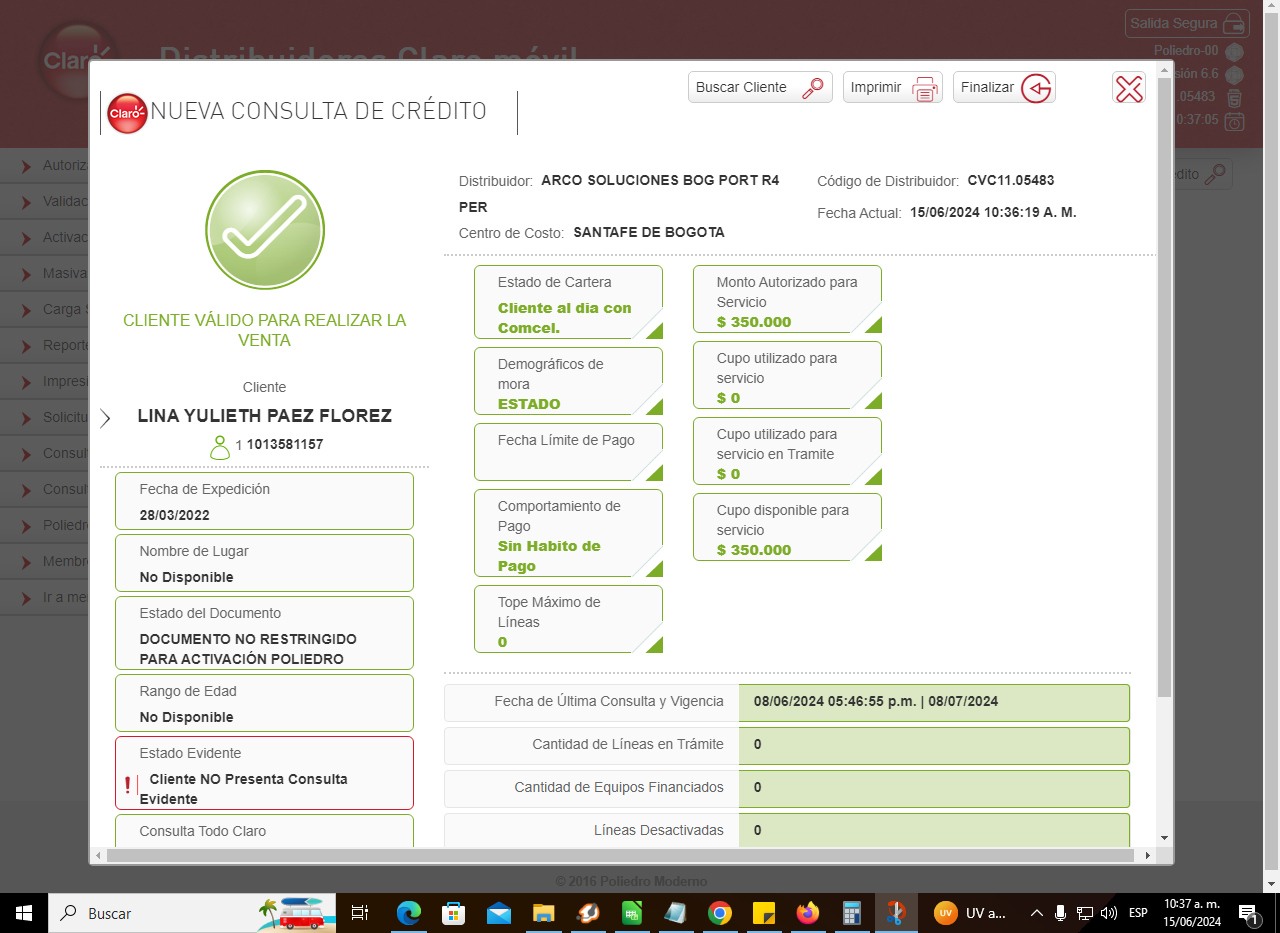 Claro
Distribuidores Claro móvil
Salida Segura
Poliedro-00
sión 6.6
.05483
0:37:05
Buscar Cliente
Imprimir
Finalizar
Claro
NUEVA CONSULTA DE CRÉDITO
Autoriz
Validac
Activac
Masiva
Carga S
Reporte
Impresi
Solicitu
Consult
Consult
Poliedr
Membr
Ir a me
dito
CLIENTE VÁLIDO PARA REALIZAR LA
VENTA
Cliente
LINA YULIETH PAEZ FLOREZ
1 1013581157
Fecha de Expedición
28/03/2022
Nombre de Lugar
No Disponible
Estado del Documento
DOCUMENTO NO RESTRINGIDO
PARA ACTIVACIÓN POLIEDRO
Rango de Edad
No Disponible
Estado Evidente
! Cliente NO Presenta Consulta
Evidente
Consulta Todo Claro
Distribuidor: ARCO SOLUCIONES BOG PORT R4
PER
Centro de Costo: SANTAFE DE BOGOTA
Código de Distribuidor: CVC11.05483
Fecha Actual: 15/06/2024 10:36:19 A. M.
Estado de Cartera
Cliente al dia con
Comcel.
Demográficos de
mora
ESTADO
Fecha Límite de Pago
Comportamiento de
Pago
Sin Habito de
Pago
Tope Máximo de
Líneas
0
Monto Autorizado para
Servicio
$ 350.000
Cupo utilizado para
servicio
$ 0
Cupo utilizado para
servicio en Tramite
$ 0
Cupo disponible para
servicio
$ 350.000
Fecha de Última Consulta y Vigencia 08/06/2024 05:46:55 p.m. | 08/07/2024
Cantidad de Líneas en Trámite 0
Cantidad de Equipos Financiados 0
Líneas Desactivadas 0
© 2016 Poliedro Moderno
Buscar
UV
UV a...
ESP
10:37 a. m.
15/06/2024
1